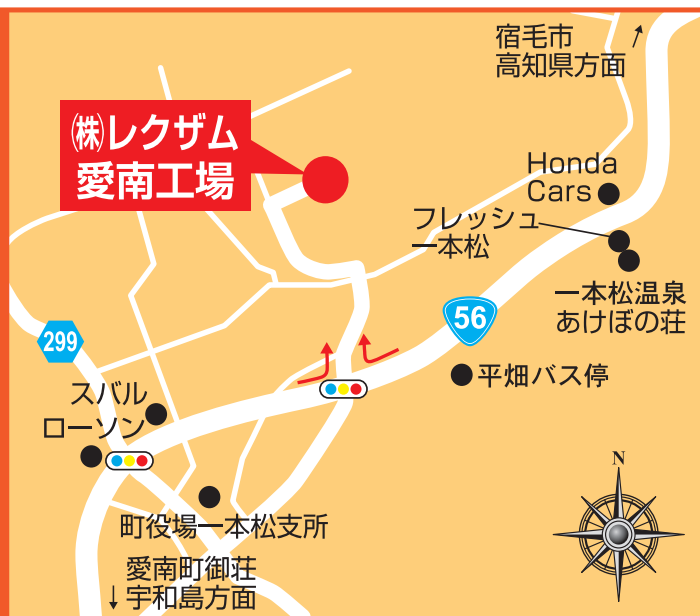 宿毛市
高知県方面
㈱レクザム
愛南工場
Honda
Cars
フレッシュ
一本松
一本松温泉
あけぼの荘
56
299
平畑バス停
スバル
ローソン
町役場一本松支所
愛南町御荘
宇和島方面
N